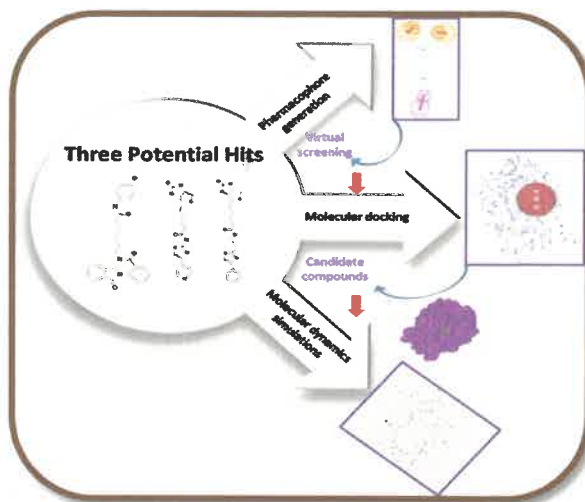 Pharmacophore
generation
Virtual
screening
Three Potential Hits
Molecular docking
Candidate
compounds
Molecular dynamics
simulations